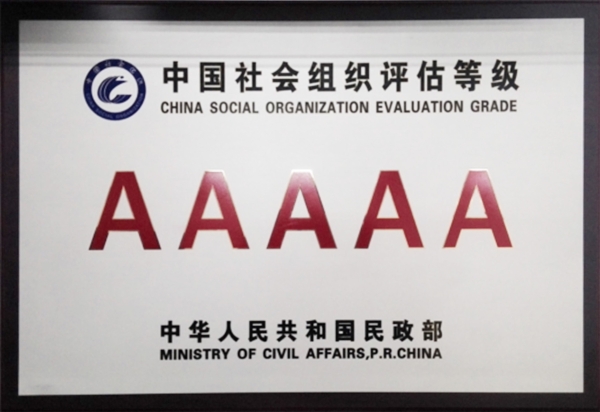 中国社会组织评估等级
CHINA SOCIAL ORGANIZATION EVALUATION GRADE
AAAAA
中华人民共和国民政部
MINISTRY OF CIVIL AFFAIRS,P.R.CHINA